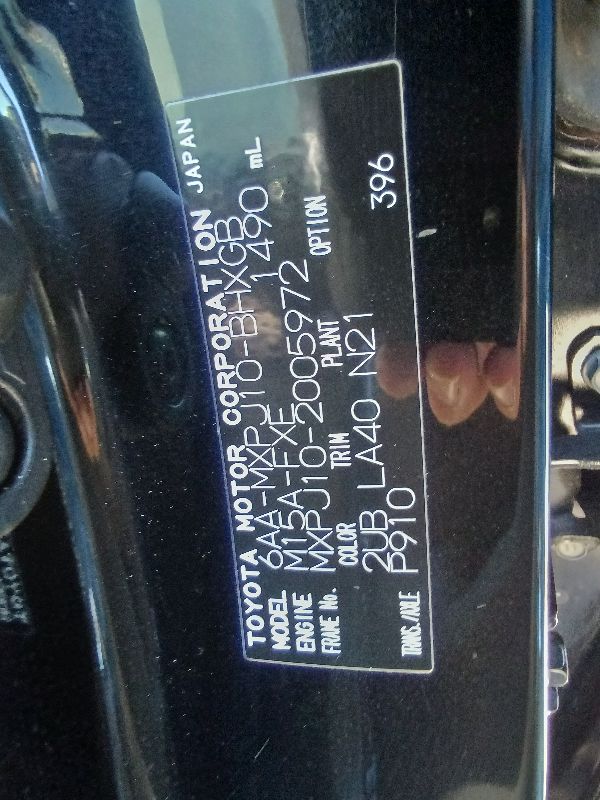 TOYOTA MOTOR CORPORATION JAPAN
MODEL 6AA-MXPJ10-BHXGB
ENGINE M15A-FXE 1490 mL
FRAME No. MXPJ10-2005972
COLOR TRIM PLANT OPTION
2UB LA40 N21 396
TRANS./AXLE P910